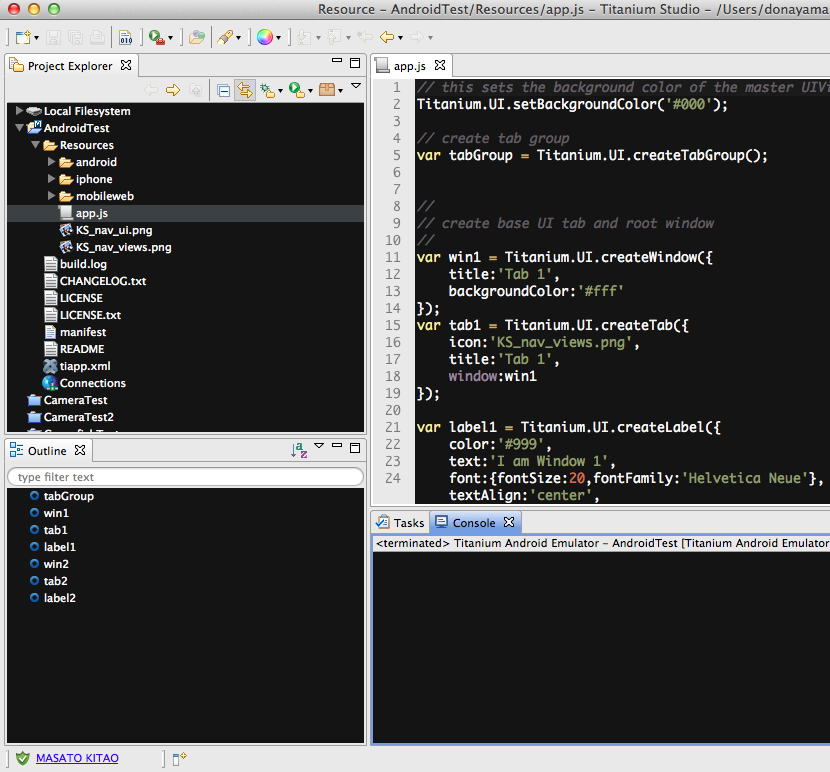 Resource – AndroidTest/Resources/app.js – Titanium Studio – /Users/donayama
010
Project Explorer
Local Filesystem
AndroidTest
Resources
android
iphone
mobileweb
app.js
KS_nav_ui.png
KS_nav_views.png
build.log
CHANGELOG.txt
LICENSE
LICENSE.txt
manifest
README
tiapp.xml
Connections
CameraTest
CameraTest2
Outline
type filter text
tabGroup
win1
tab1
label1
win2
tab2
label2
app.js
1 // this sets the background color of the master UIVi
2 Titanium.UI.setBackgroundColor('#000');
3
4 // create tab group
5 var tabGroup = Titanium.UI.createTabGroup();
6
7
8 //
9 // create base UI tab and root window
10 //
11 var win1 = Titanium.UI.createWindow({
12 title:'Tab 1',
13 backgroundColor:'#fff'
14 });
15 var tab1 = Titanium.UI.createTab({
16 icon:'KS_nav_views.png',
17 title:'Tab 1',
18 window:win1
19 });
20
21 var label1 = Titanium.UI.createLabel({
22 color:'#999',
23 text:'I am Window 1',
24 font:{fontSize:20,fontFamily:'Helvetica Neue'},
textAlign:'center',
Tasks Console
<terminated> Titanium Android Emulator – AndroidTest [Titanium Android Emulator
MASATO KITAO